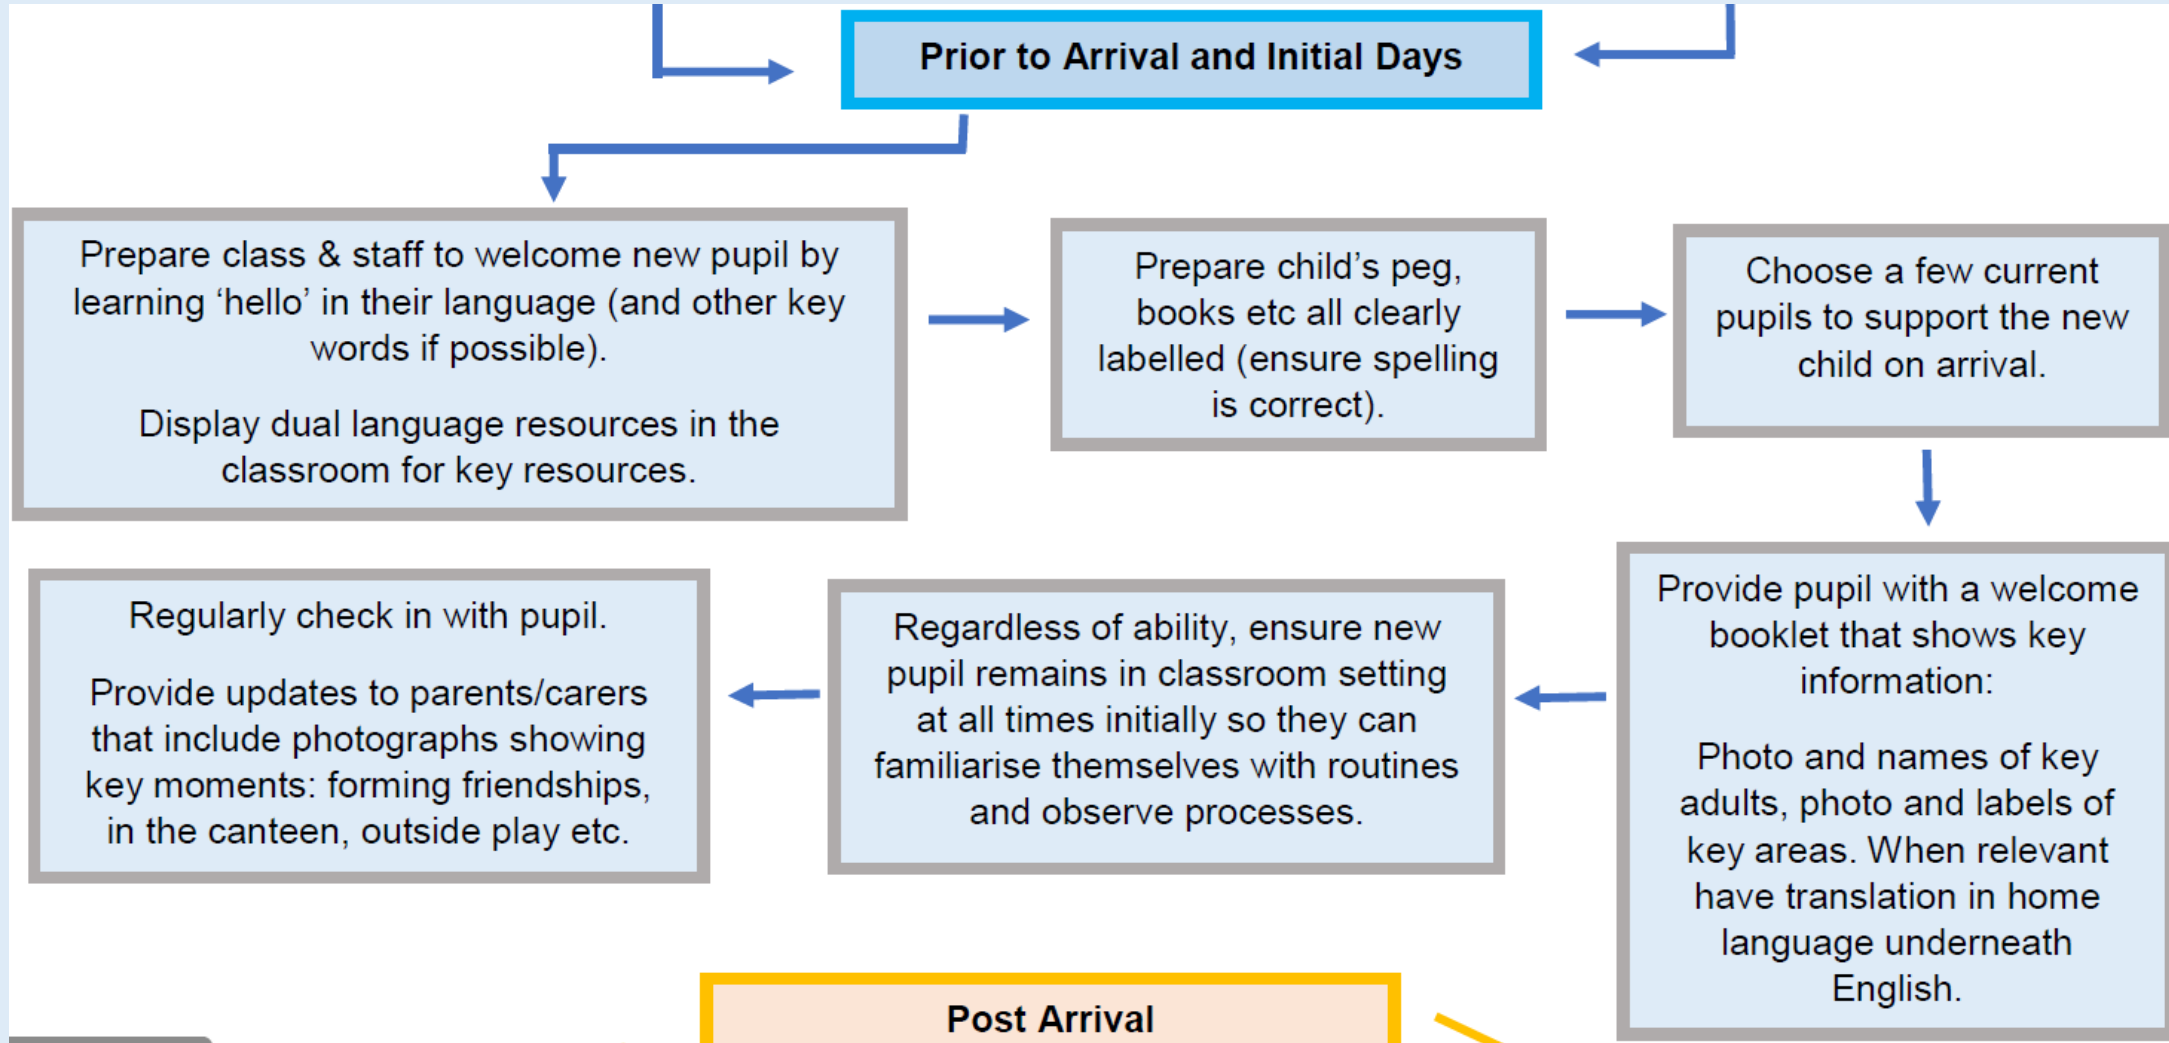 Prior to Arrival and Initial Days
Prepare class & staff to welcome new pupil by
learning ‘hello’ in their language (and other key
words if possible).
Display dual language resources in the
classroom for key resources.
Prepare child’s peg,
books etc all clearly
labelled (ensure spelling
is correct).
Choose a few current
pupils to support the new
child on arrival.
Provide pupil with a welcome
booklet that shows key
information:
Photo and names of key
adults, photo and labels of
key areas. When relevant
have translation in home
language underneath
English.
Regardless of ability, ensure new
pupil remains in classroom setting
at all times initially so they can
familiarise themselves with routines
and observe processes.
Regularly check in with pupil.
Provide updates to parents/carers
that include photographs showing
key moments: forming friendships,
in the canteen, outside play etc.
Post Arrival